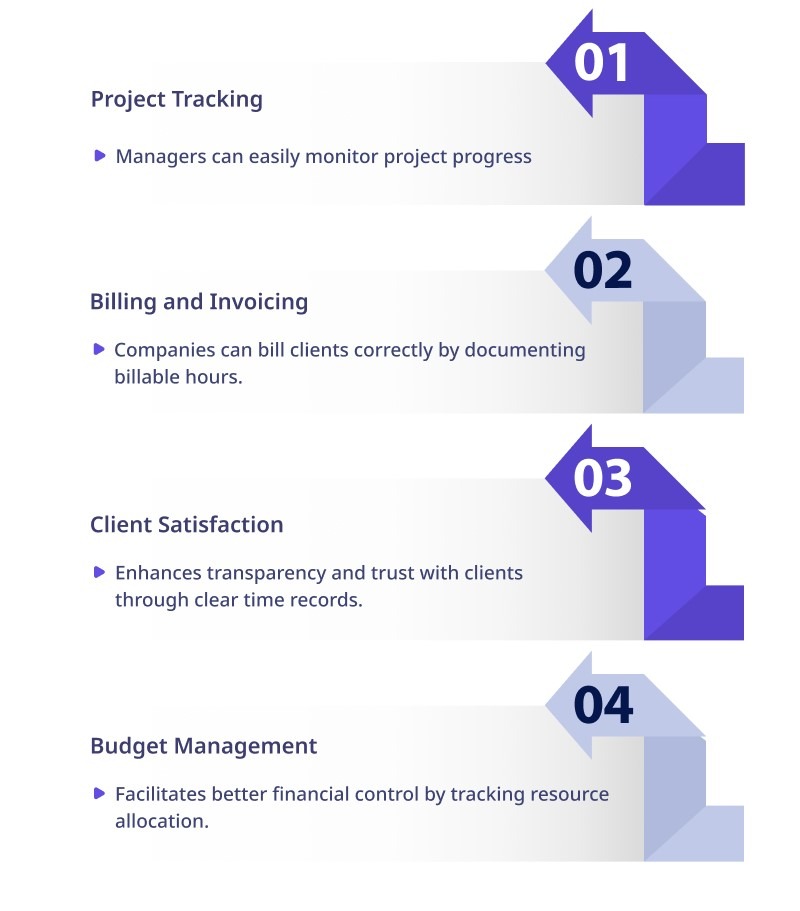 01
Project Tracking
Managers can easily monitor project progress
02
Billing and Invoicing
Companies can bill clients correctly by documenting
billable hours.
03
Client Satisfaction
Enhances transparency and trust with clients
through clear time records.
04
Budget Management
Facilitates better financial control by tracking resource
allocation.